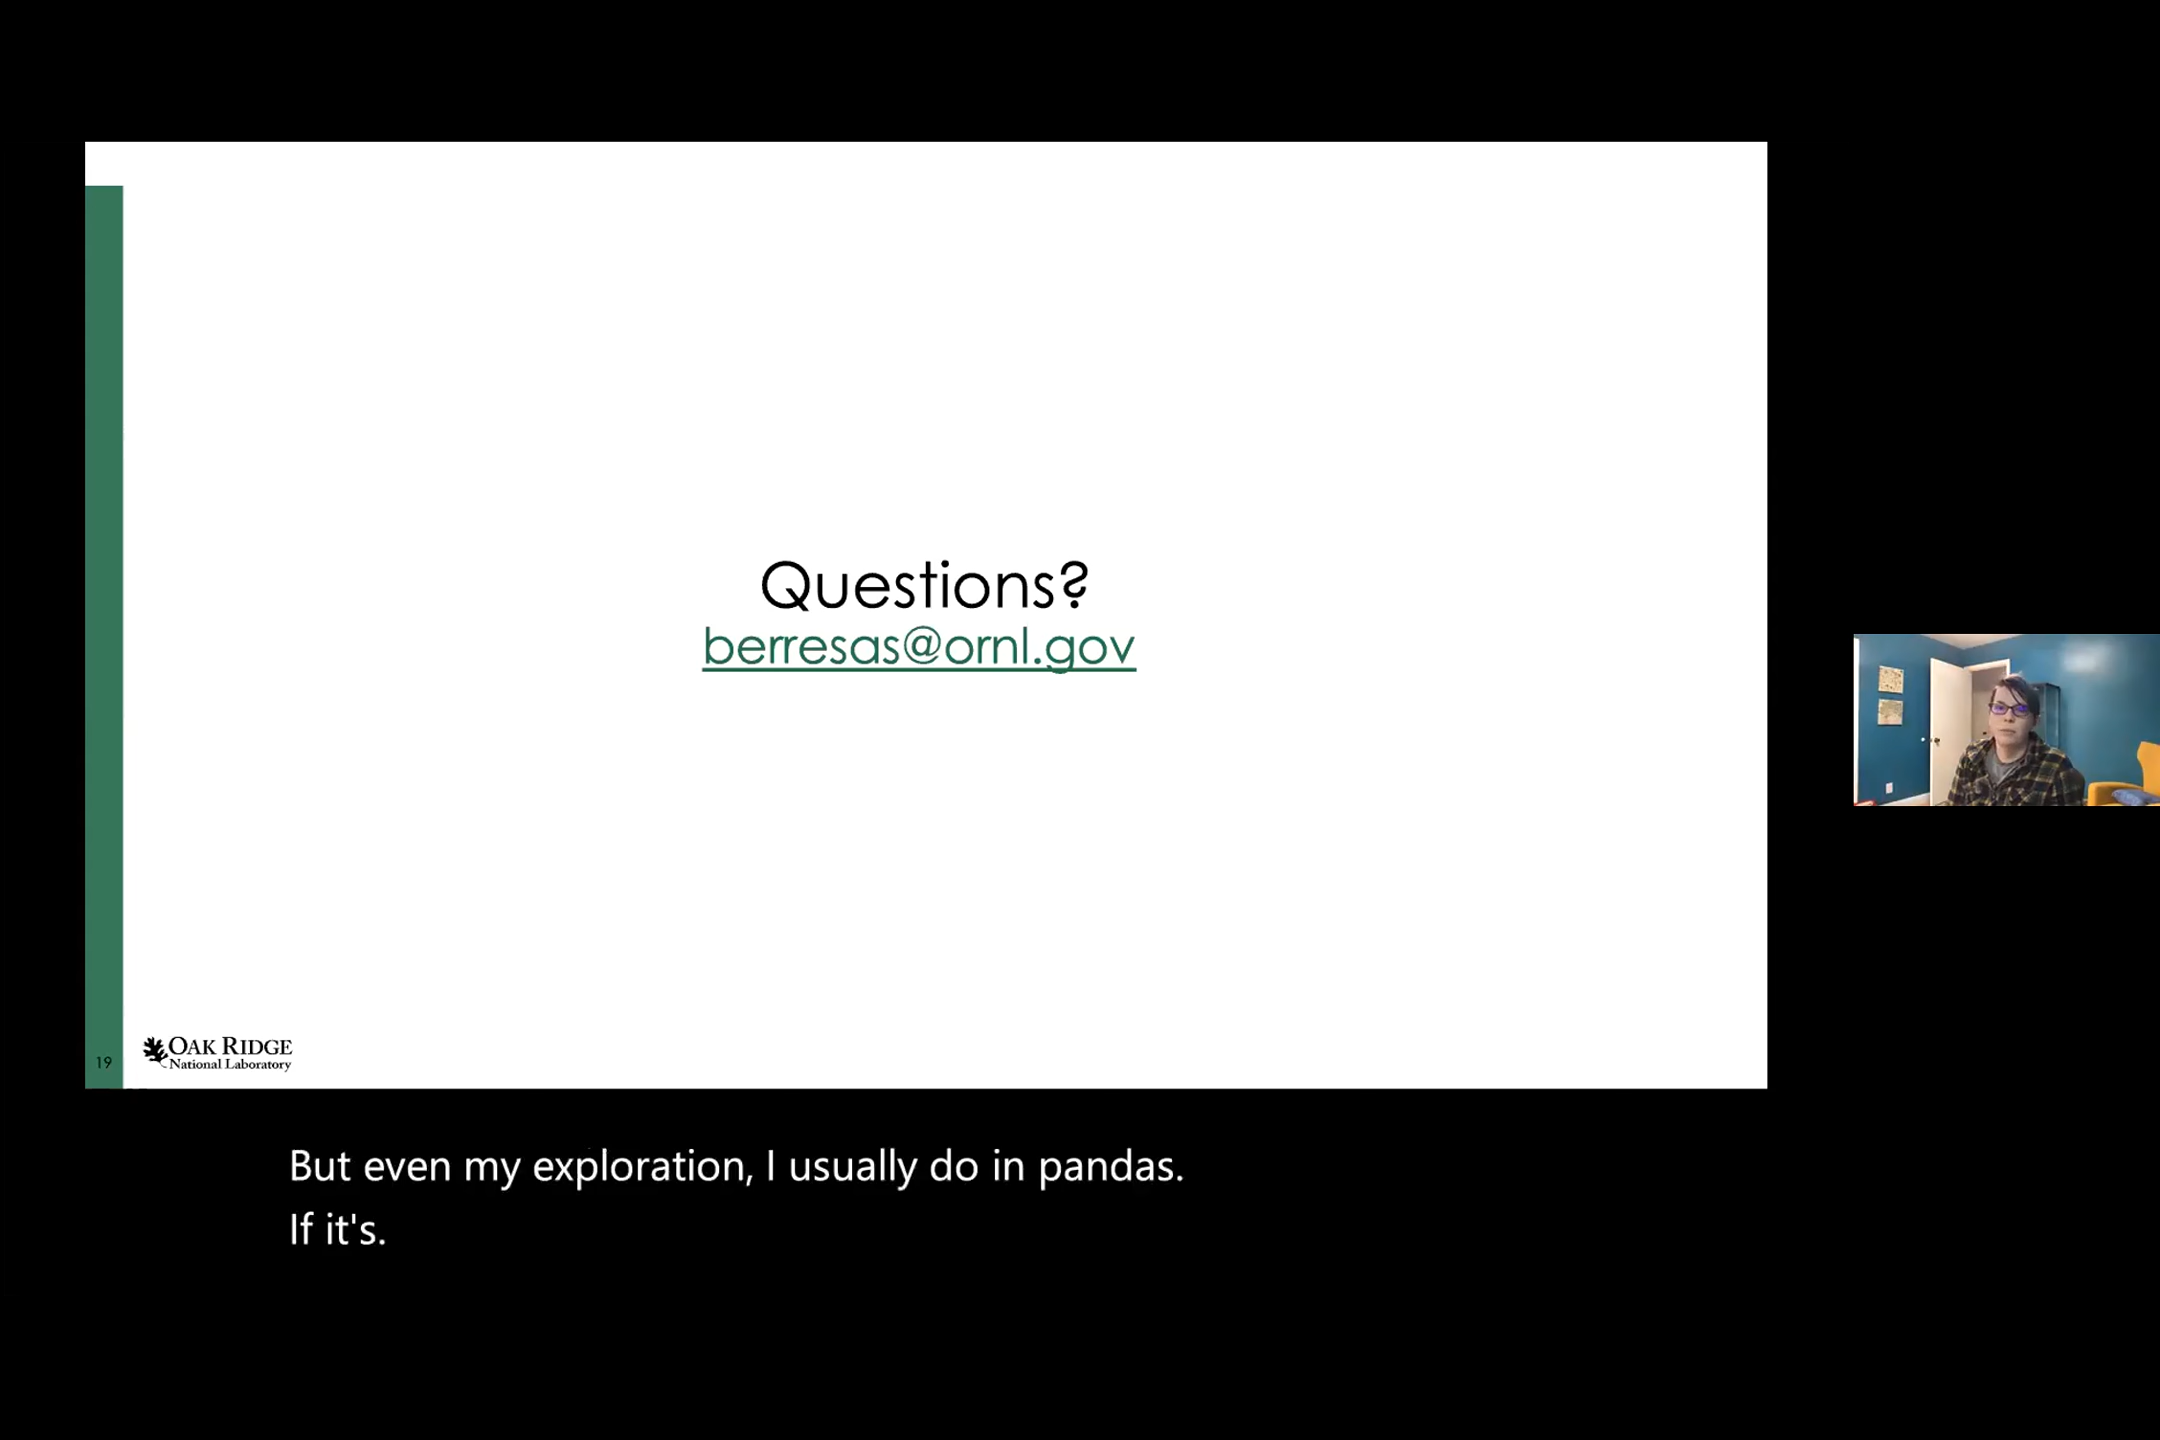 Questions?
berresas@ornl.gov
19
OAK RIDGE
National Laboratory
But even my exploration, I usually do in pandas.
If it's.